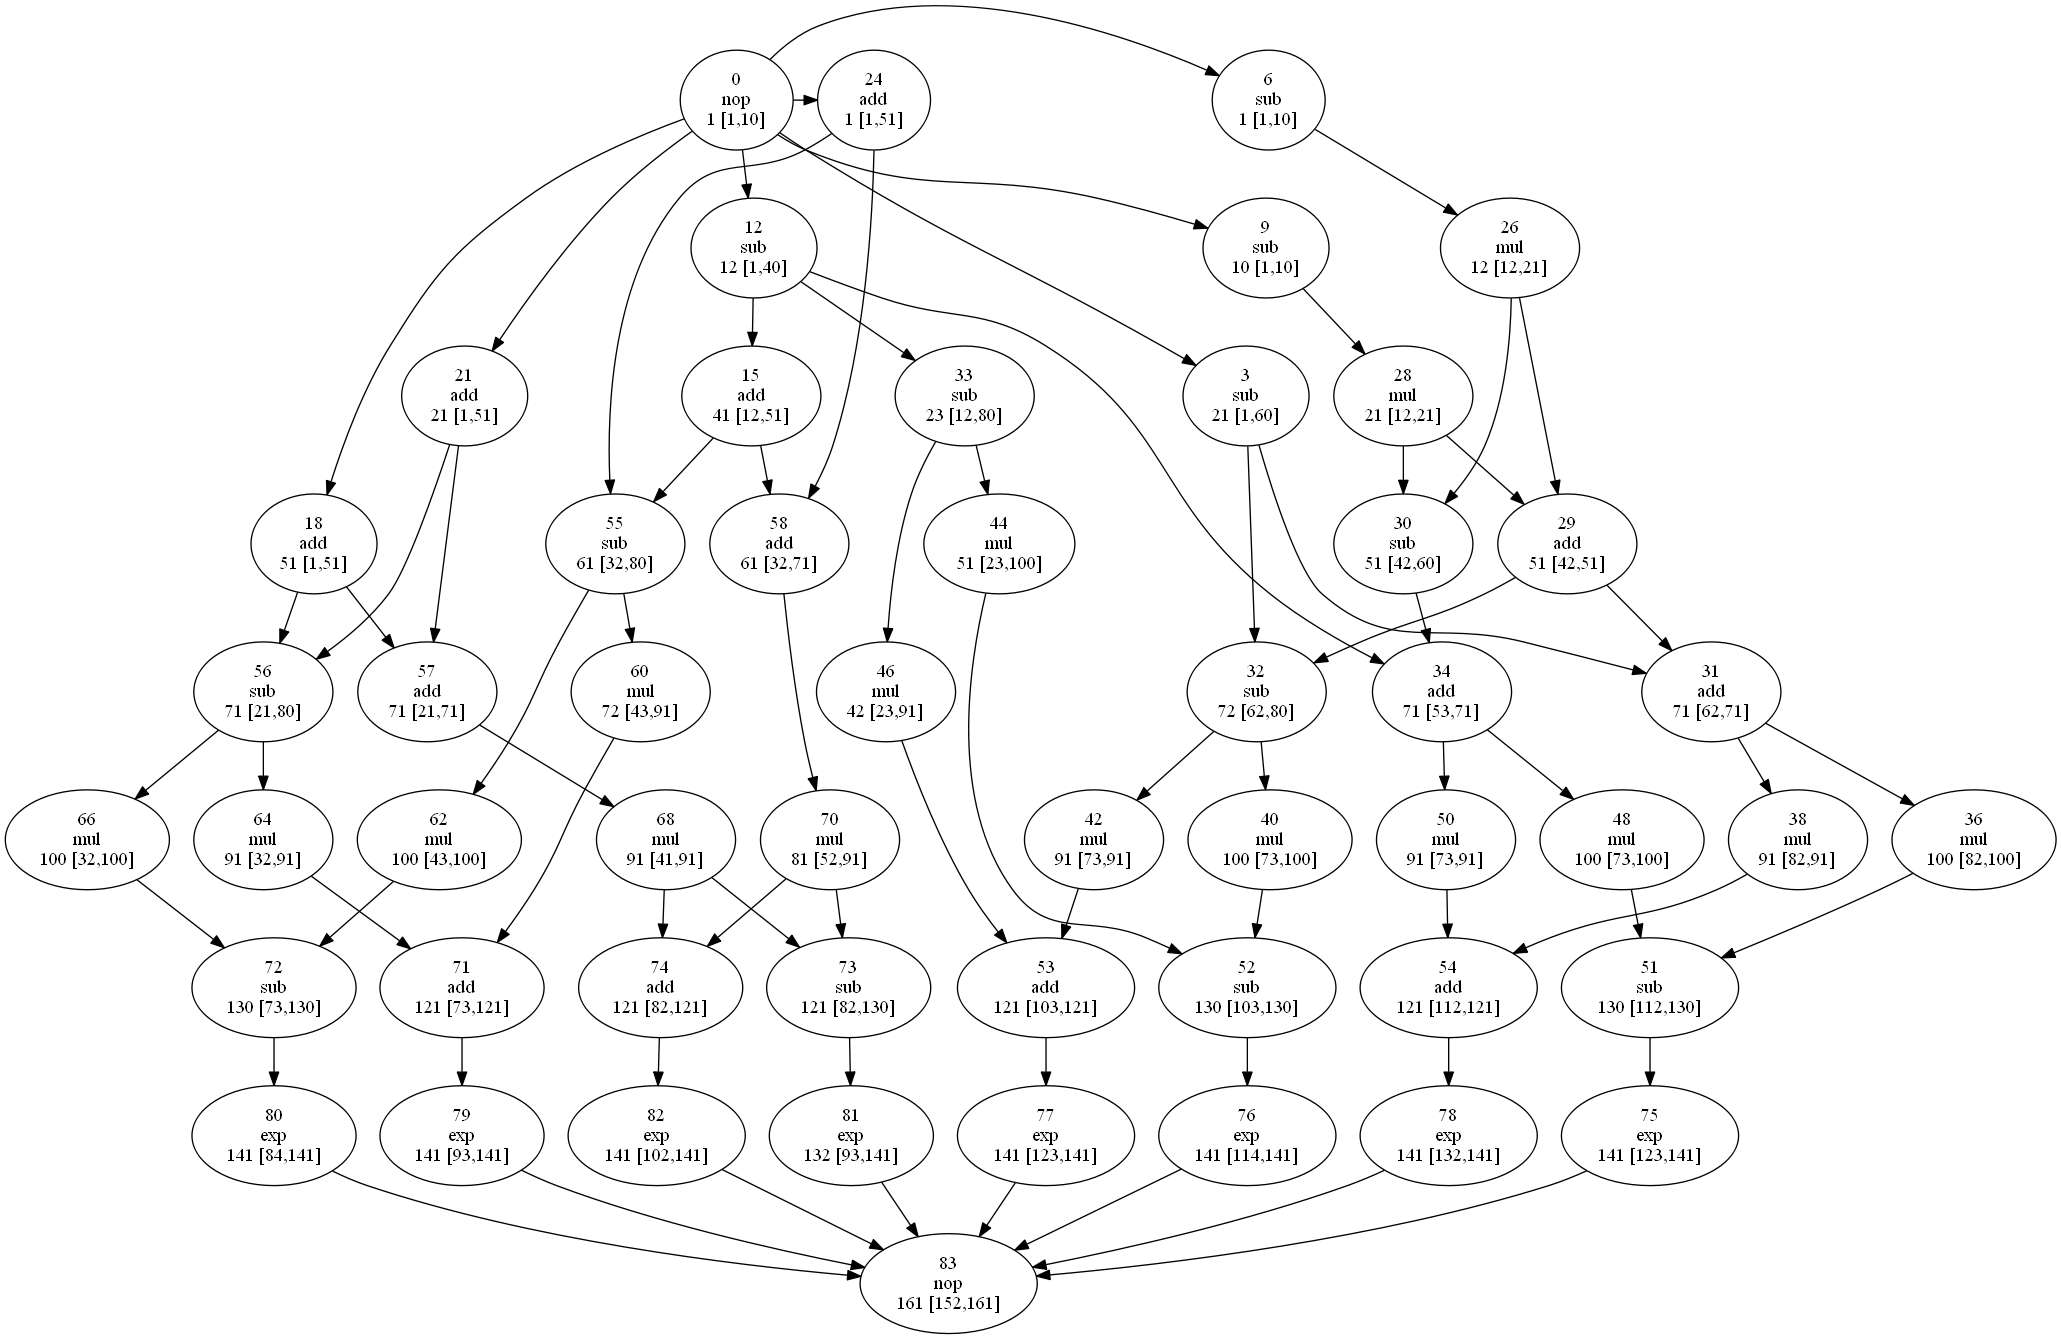 0
nop
1 [1,10]
24
add
1 [1,51]
6
sub
1 [1,10]
12
sub
12 [1,40]
9
sub
10 [1,10]
26
mul
12 [12,21]
21
add
21 [1,51]
15
add
41 [12,51]
33
sub
23 [12,80]
3
sub
21 [1,60]
28
mul
21 [12,21]
18
add
51 [1,51]
55
sub
61 [32,80]
58
add
61 [32,71]
44
mul
51 [23,100]
30
sub
51 [42,60]
29
add
51 [42,51]
56
sub
71 [21,80]
57
add
71 [21,71]
60
mul
72 [43,91]
46
mul
42 [23,91]
32
sub
72 [62,80]
34
add
71 [53,71]
31
add
71 [62,71]
66
mul
100 [32,100]
64
mul
91 [32,91]
62
mul
100 [43,100]
68
mul
91 [41,91]
70
mul
81 [52,91]
42
mul
91 [73,91]
40
mul
100 [73,100]
50
mul
91 [73,91]
48
mul
100 [73,100]
38
mul
91 [82,91]
36
mul
100 [82,100]
72
sub
130 [73,130]
71
add
121 [73,121]
74
add
121 [82,121]
73
sub
121 [82,130]
53
add
121 [103,121]
52
sub
130 [103,130]
54
add
121 [112,121]
51
sub
130 [112,130]
80
exp
141 [84,141]
79
exp
141 [93,141]
82
exp
141 [102,141]
81
exp
132 [93,141]
77
exp
141 [123,141]
76
exp
141 [114,141]
78
exp
141 [132,141]
75
exp
141 [123,141]
83
nop
161 [152,161]